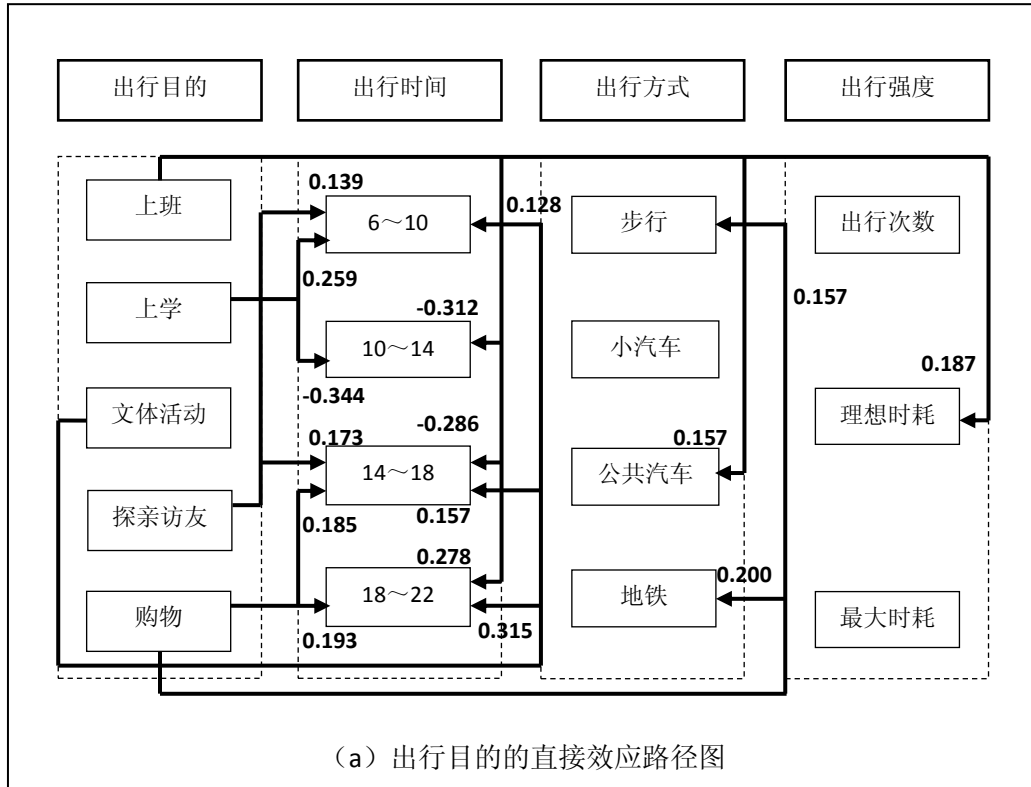 出行目的 出行时间 出行方式 出行强度
0.139
上班 6～10 0.128 步行 出行次数
上学 0.259 0.157
-0.312
10～14 小汽车 0.187
-0.344
文体活动 -0.286 理想时耗
0.173 0.157
14～18 公共汽车
探亲访友 0.185 0.157
0.278
18～22 地铁 0.200
购物 最大时耗
0.193 0.315
（a）出行目的的直接效应路径图